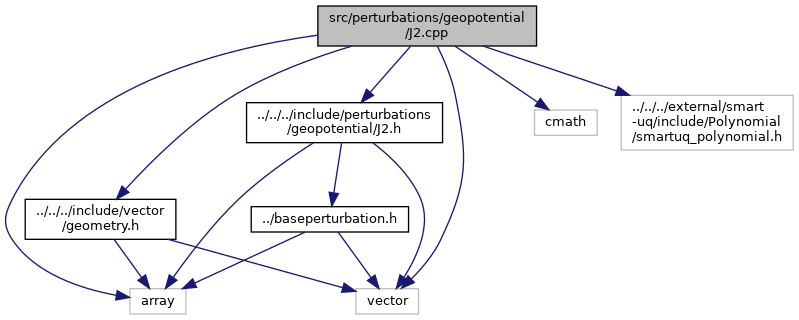 src/perturbations/geopotential
/J2.cpp
../../../include/perturbations
/geopotential/J2.h
cmath
../../../external/smart
-uq/include/Polynomial
/smartuq_polynomial.h
../../../include/vector
/geometry.h
../baseperturbation.h
array
vector